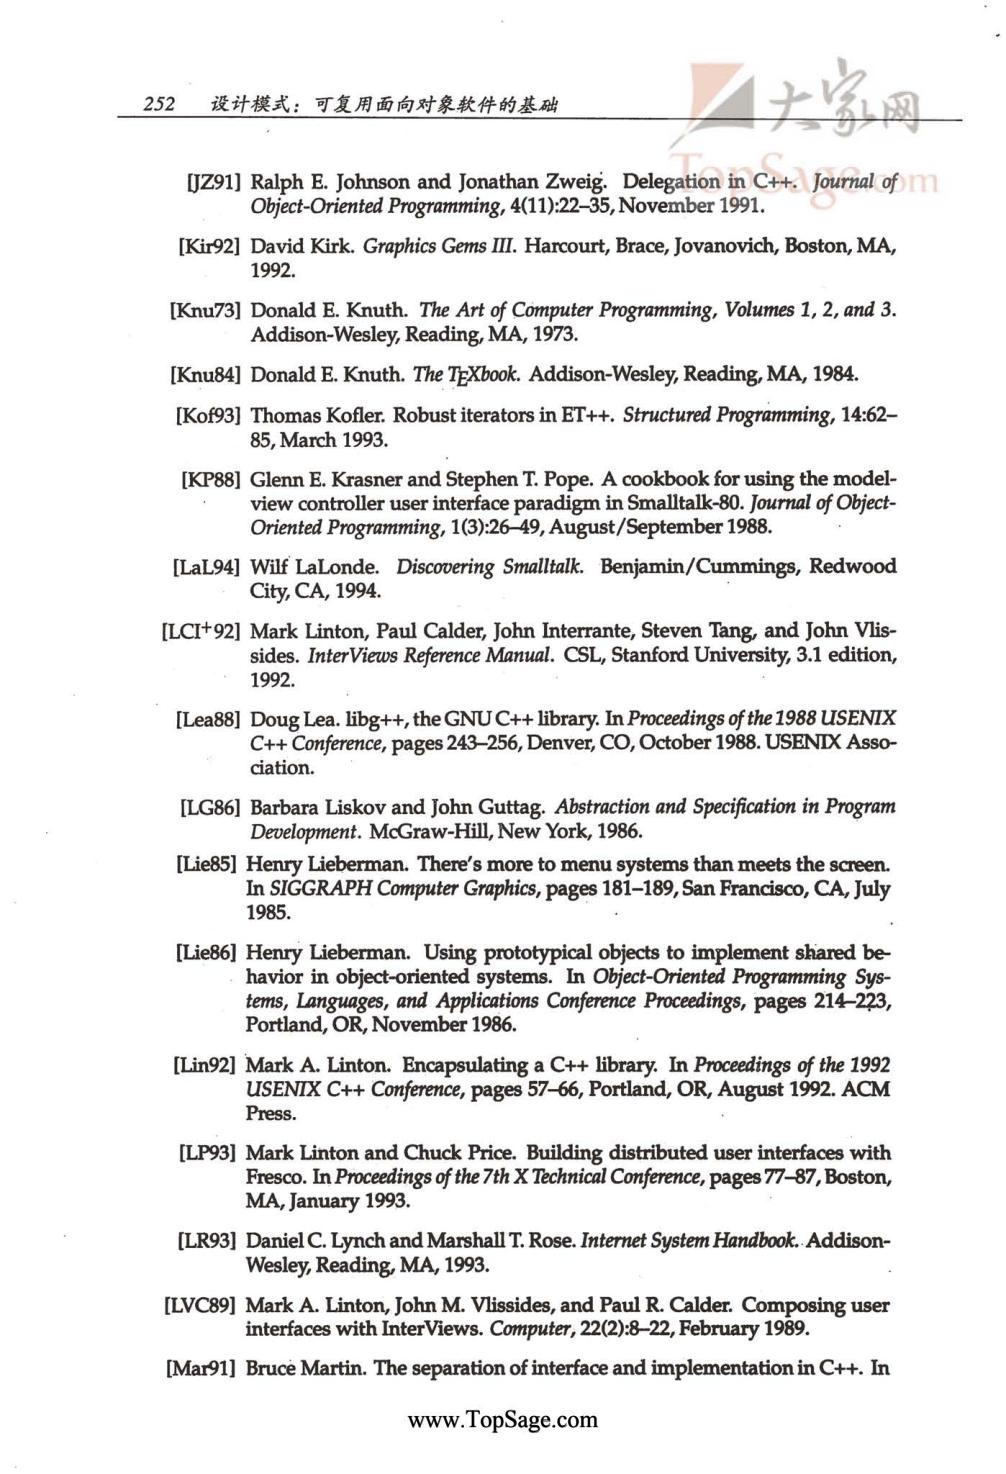 252 设计模式：可复用面向对象软件的基础
大家网
TopSage.com
[JZ91] Ralph E. Johnson and Jonathan Zweig. Delegation in C++. Journal of
Object-Oriented Programming, 4(11):22–35, November 1991.
[Kir92] David Kirk. Graphics Gems III. Harcourt, Brace, Jovanovich, Boston, MA,
1992.
[Knu73] Donald E. Knuth. The Art of Computer Programming, Volumes 1, 2, and 3.
Addison-Wesley, Reading, MA, 1973.
[Knu84] Donald E. Knuth. The TEXbook. Addison-Wesley, Reading, MA, 1984.
[Kof93] Thomas Kofler. Robust iterators in ET++. Structured Programming, 14:62–
85, March 1993.
[KP88] Glenn E. Krasner and Stephen T. Pope. A cookbook for using the model-
view controller user interface paradigm in Smalltalk-80. Journal of Object-
Oriented Programming, 1(3):26–49, August/September 1988.
[LaL94] Wilf LaLonde. Discovering Smalltalk. Benjamin/Cummings, Redwood
City, CA, 1994.
[LCI+92] Mark Linton, Paul Calder, John Interrante, Steven Tang, and John Vlis-
sides. InterViews Reference Manual. CSL, Stanford University, 3.1 edition,
1992.
[Lea88] Doug Lea. libg++, the GNU C++ library. In Proceedings of the 1988 USENIX
C++ Conference, pages 243–256, Denver, CO, October 1988. USENIX Asso-
ciation.
[LG86] Barbara Liskov and John Guttag. Abstraction and Specification in Program
Development. McGraw-Hill, New York, 1986.
[Lie85] Henry Lieberman. There's more to menu systems than meets the screen.
In SIGGRAPH Computer Graphics, pages 181–189, San Francisco, CA, July
1985.
[Lie86] Henry Lieberman. Using prototypical objects to implement shared be-
havior in object-oriented systems. In Object-Oriented Programming Sys-
tems, Languages, and Applications Conference Proceedings, pages 214–223,
Portland, OR, November 1986.
[Lin92] Mark A. Linton. Encapsulating a C++ library. In Proceedings of the 1992
USENIX C++ Conference, pages 57–66, Portland, OR, August 1992. ACM
Press.
[LP93] Mark Linton and Chuck Price. Building distributed user interfaces with
Fresco. In Proceedings of the 7th X Technical Conference, pages 77–87, Boston,
MA, January 1993.
[LR93] Daniel C. Lynch and Marshall T. Rose. Internet System Handbook. Addison-
Wesley, Reading, MA, 1993.
[LVC89] Mark A. Linton, John M. Vlissides, and Paul R. Calder. Composing user
interfaces with InterViews. Computer, 22(2):8–22, February 1989.
[Mar91] Bruce Martin. The separation of interface and implementation in C++. In
www.TopSage.com